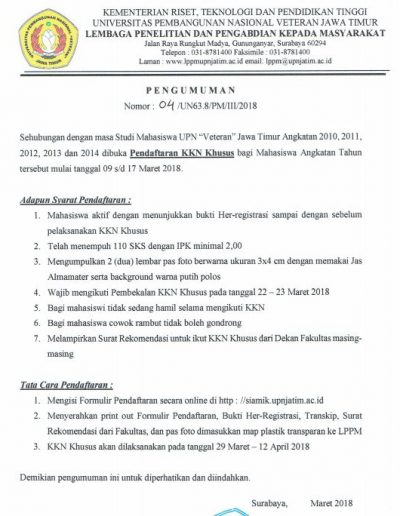 KEMENTERIAN RISET, TEKNOLOGI DAN PENDIDIKAN TINGGI
UNIVERSITAS PEMBANGUNAN NASIONAL VETERAN JAWA TIMUR
LEMBAGA PENELITIAN DAN PENGABDIAN KEPADA MASYARAKAT
Jalan Raya Rungkut Madya, Gununganyar, Surabaya 60294
Telepon : 031-8781400 Faksimile : 031-8781400
Laman : www.lppmupnjatim.ac.id email: lppm@upnjatim.ac.id
PENGUMUMAN
Nomor : 04 /UN63.8/PM/III/2018
Sehubungan dengan masa Studi Mahasiswa UPN "Veteran" Jawa Timur Angkatan 2010, 2011,
2012, 2013 dan 2014 dibuka Pendaftaran KKN Khusus bagi Mahasiswa Angkatan Tahun
tersebut mulai tanggal 09 s/d 17 Maret 2018.
Adapun Syarat Pendaftaran :
1. Mahasiswa aktif dengan menunjukkan bukti Her-registrasi sampai dengan sebelum
pelaksanakan KKN Khusus
2. Telah menempuh 110 SKS dengan IPK minimal 2,00
3. Mengumpulkan 2 (dua) lembar pas foto berwarna ukuran 3x4 cm dengan memakai Jas
Almamater serta background warna putih polos
4. Wajib mengikuti Pembekalan KKN Khusus pada tanggal 22 – 23 Maret 2018
5. Bagi mahasiswi tidak sedang hamil selama mengikuti KKN
6. Bagi mahasiswa cowok rambut tidak boleh gondrong
7. Melampirkan Surat Rekomendasi untuk ikut KKN Khusus dari Dekan Fakultas masing-
masing
Tata Cara Pendaftaran :
1. Mengisi Formulir Pendaftaran secara online di http : //siamik.upnjatim.ac.id
2. Menyerahkan print out Formulir Pendaftaran, Bukti Her-Registrasi, Transkip, Surat
Rekomendasi dari Fakultas, dan pas foto dimasukkan map plastik transparan ke LPPM
3. KKN Khusus akan dilaksanakan pada tanggal 29 Maret – 12 April 2018
Demikian pengumuman ini untuk diperhatikan dan diindahkan.
Surabaya, Maret 2018